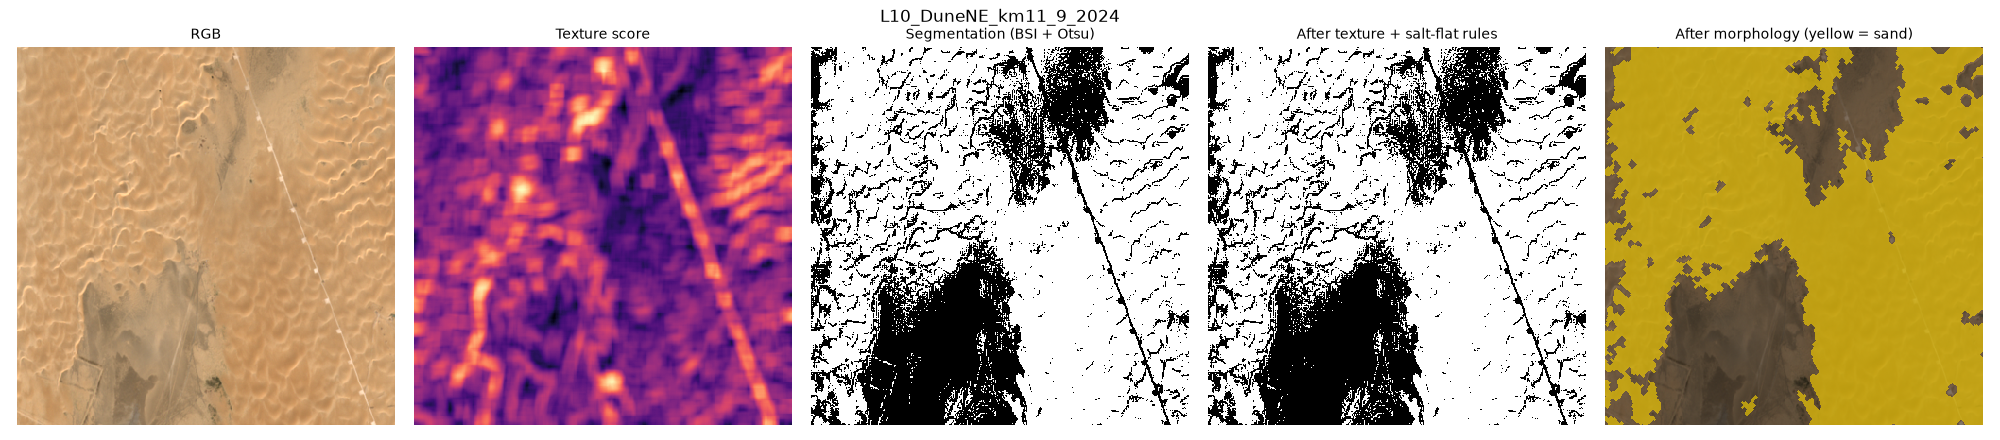 L10_DuneNE_km11_9_2024
RGB
Texture score
Segmentation (BSI + Otsu)
After texture + salt-flat rules
After morphology (yellow = sand)